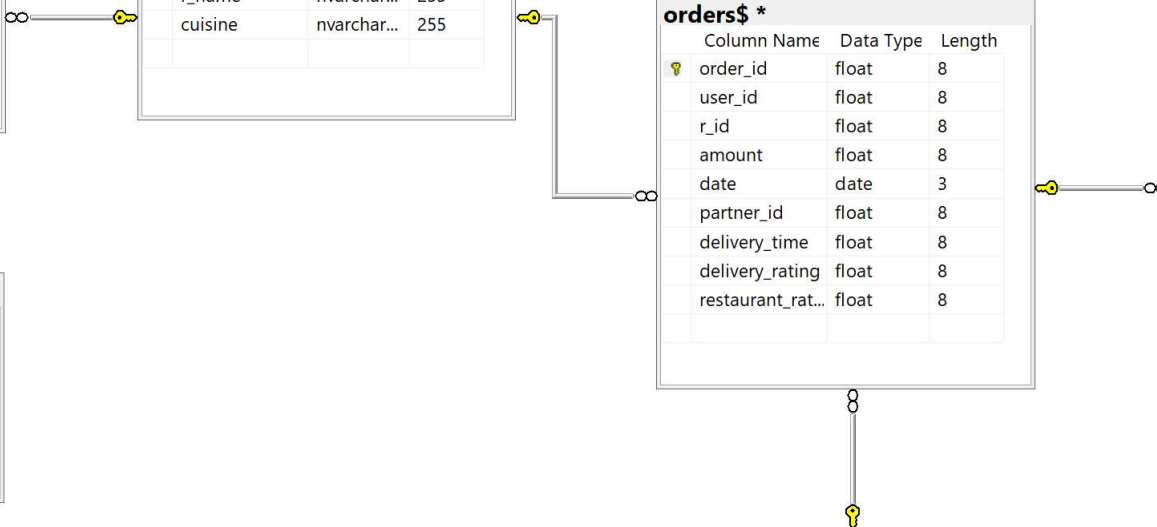 cuisine nvarchar... 255
orders$ *
Column Name Data Type Length
order_id float 8
user_id float 8
r_id float 8
amount float 8
date date 3
partner_id float 8
delivery_time float 8
delivery_rating float 8
restaurant_rat... float 8